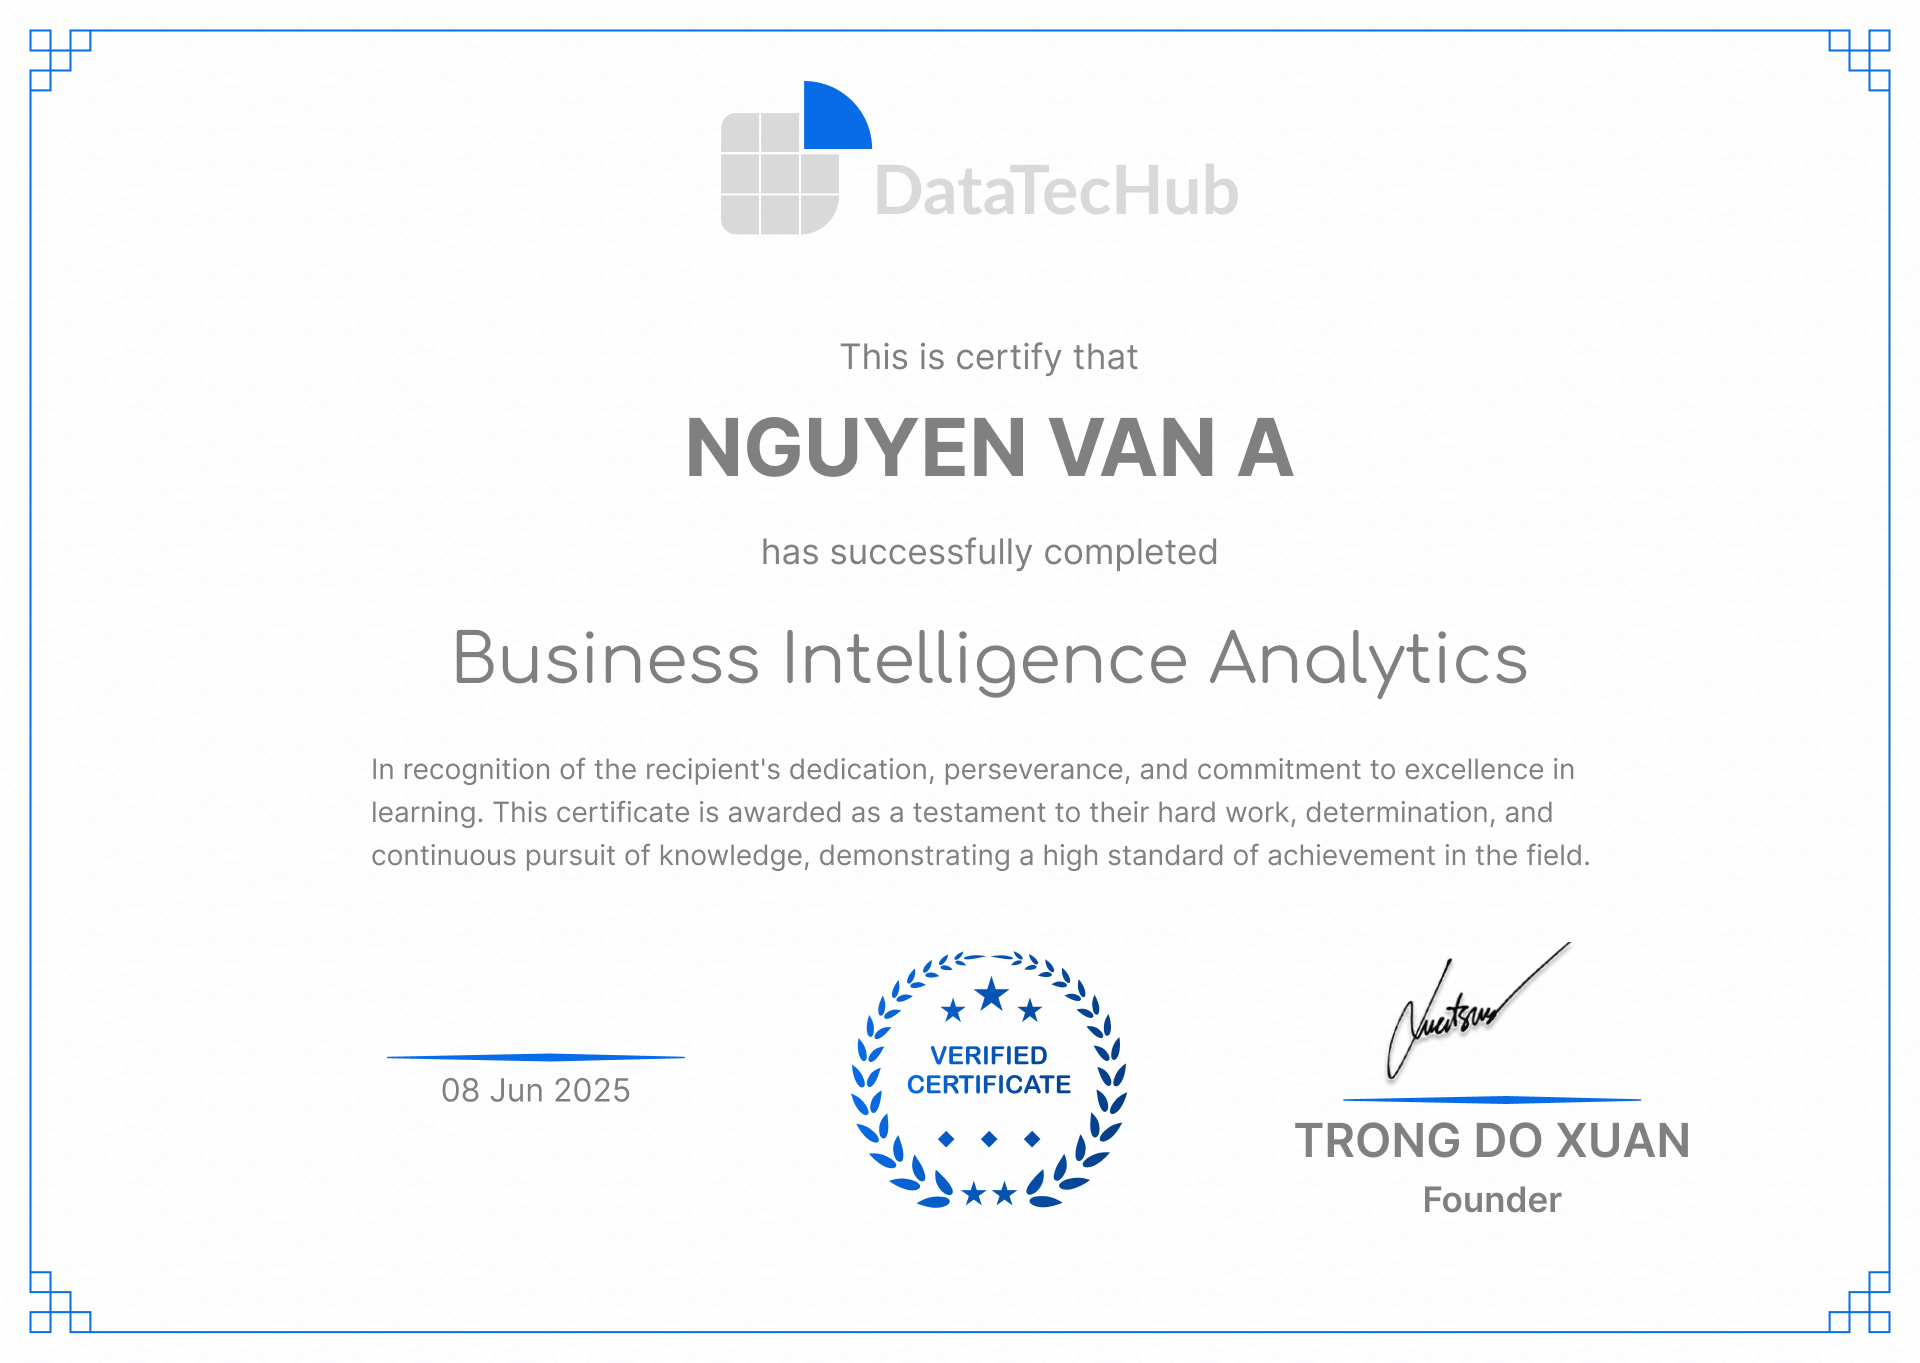 DataTecHub
This is certify that
NGUYEN VAN A
has successfully completed
Business Intelligence Analytics
In recognition of the recipient's dedication, perseverance, and commitment to excellence in
learning. This certificate is awarded as a testament to their hard work, determination, and
continuous pursuit of knowledge, demonstrating a high standard of achievement in the field.
08 Jun 2025
VERIFIED
CERTIFICATE
TRONG DO XUAN
Founder